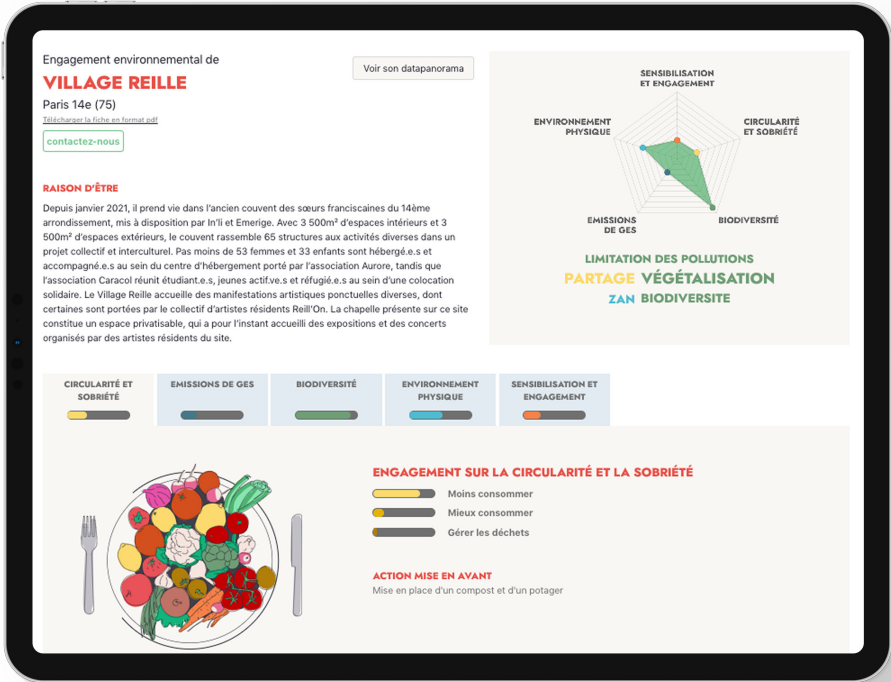 Engagement environnemental de
VILLAGE REILLE
Paris 14e (75)
Télécharger la fiche en format pdf
contactez-nous
Voir son datapanorama
RAISON D'ÊTRE
Depuis janvier 2021, il prend vie dans l'ancien couvent des sœurs franciscaines du 14ème
arrondissement, mis à disposition par In'li et Emerige. Avec 3 500m² d'espaces intérieurs et 3
500m² d'espaces extérieurs, le couvent rassemble 65 structures aux activités diverses dans un
projet collectif et interculturel. Pas moins de 53 femmes et 33 enfants sont hébergé.e.s et
accompagné.e.s au sein du centre d'hébergement porté par l'association Aurore, tandis que
l'association Caracol réunit étudiant.e.s, jeunes actif.ve.s et réfugié.e.s au sein d'une colocation
solidaire. Le Village Reille accueille des manifestations artistiques ponctuelles diverses, dont
certaines sont portées par le collectif d'artistes résidents Reill'On. La chapelle présente sur ce site
constitue un espace privatisable, qui a pour l'instant accueilli des expositions et des concerts
organisés par des artistes résidents du site.
SENSIBILISATION
ET ENGAGEMENT
ENVIRONNEMENT
PHYSIQUE
CIRCULARITÉ
ET SOBRIÉTÉ
EMISSIONS
DE GES
BIODIVERSITÉ
LIMITATION DES POLLUTIONS
PARTAGE VÉGÉTALISATION
ZAN BIODIVERSITE
CIRCULARITÉ ET
SOBRIÉTÉ
EMISSIONS DE GES
BIODIVERSITÉ
ENVIRONNEMENT
PHYSIQUE
SENSIBILISATION ET
ENGAGEMENT
ENGAGEMENT SUR LA CIRCULARITÉ ET LA SOBRIÉTÉ
Moins consommer
Mieux consommer
Gérer les déchets
ACTION MISE EN AVANT
Mise en place d'un compost et d'un potager